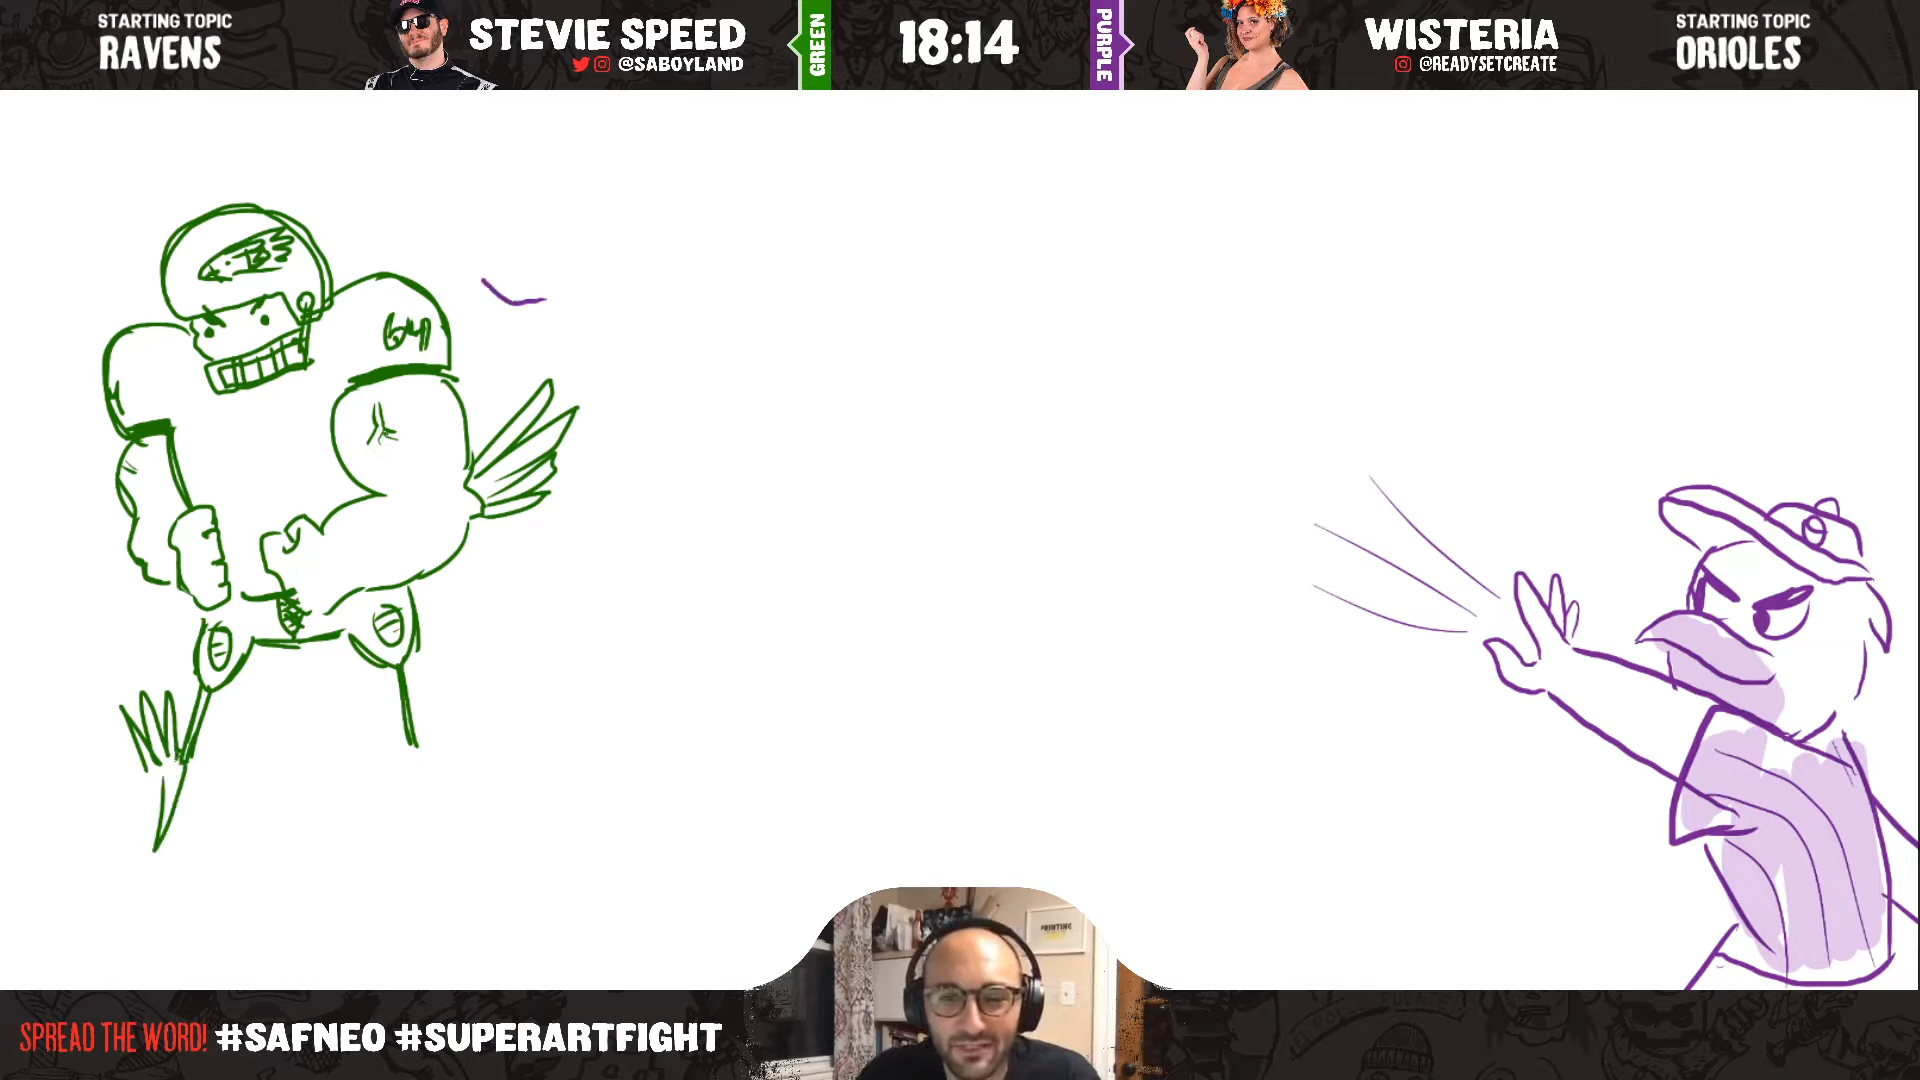 STARTING TOPIC
RAVENS
STEVIE SPEED
@SABOYLAND
GREEN
18:14
PURPLE
WISTERIA
@READYSETCREATE
STARTING TOPIC
ORIOLES
64
PRINTING
SPREAD THE WORD! #SAFNEO #SUPERARTFIGHT